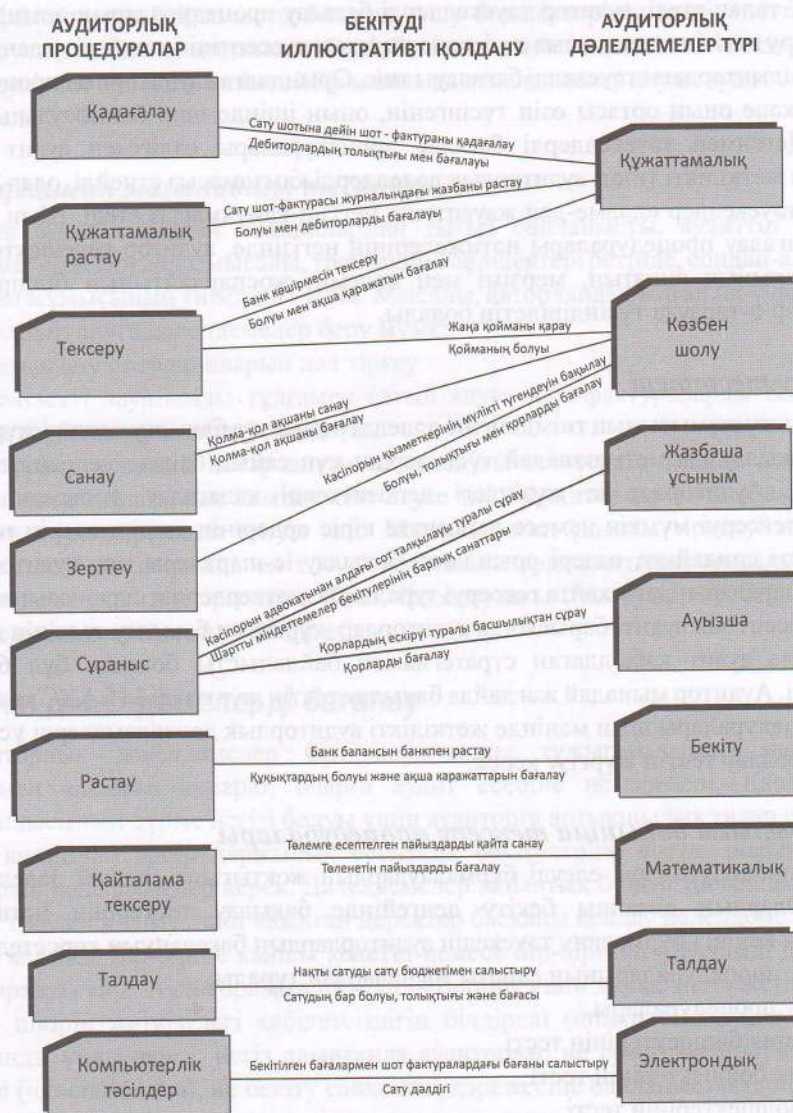 АУДИТОРЛЫҚ
ПРОЦЕДУРАЛАР
БЕКІТУДІ
ИЛЛЮСТРАТИВТІ ҚОЛДАНУ
АУДИТОРЛЫҚ
ДӘЛЕЛДЕМЕЛЕР ТҮРІ
Қадағалау
Сату шотына дейін шот - фактураны қадағалау
Дебиторлардың толықтығы мен бағалауы
Құжаттамалық
Құжаттамалық
растау
Сату шот-фактурасы журналындағы жазбаны растау
Болуы мен дебиторларды бағалауы
Тексеру
Банк көшірмесін тексеру
Болуы мен ақша қаражатын бағалау
Жаңа қойманы қарау
Қойманың болуы
Көзбен
шолу
Санау
Қолма-қол ақшаны санау
Қолма-қол ақшаны бағалау
Кәсіпорын қызметкерінің мүлікті түгендеуін бақылау
Болуы, толықтығы мен қорларды бағалау
Жазбаша
ұсыным
Зерттеу
Сұраныс
Кәсіпорын адвокатынан алдағы сот талқылауы туралы сұрау
Шартты міндеттемелер бекітулерінің барлық санаттары
Қорлардың ескіруі туралы басшылықтан сұрау
Қорларды бағалау
Ауызша
Растау
Банк балансын банкпен растау
Құқықтардың болуы және ақша каражаттарын бағалау
Бекіту
Қайталама
тексеру
Төлемге есептелген пайыздарды қайта санау
Төленетін пайыздарды бағалау
Математикалық
Талдау
Нақты сатуды сату бюджетімен салыстыру
Сатудың бар болуы, толықтығы және бағасы
Талдау
Компьютерлік
тәсілдер
Бекітілген бағалармен шот фактуралардағы бағаны салыстыру
Сату дәлдігі
Электрондық